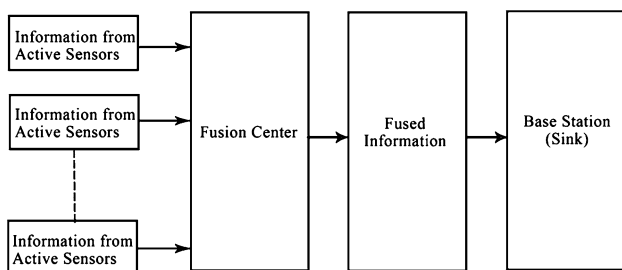 Information from
Active Sensors
Information from
Active Sensors
Information from
Active Sensors
Fusion Center
Fused
Information
Base Station
(Sink)